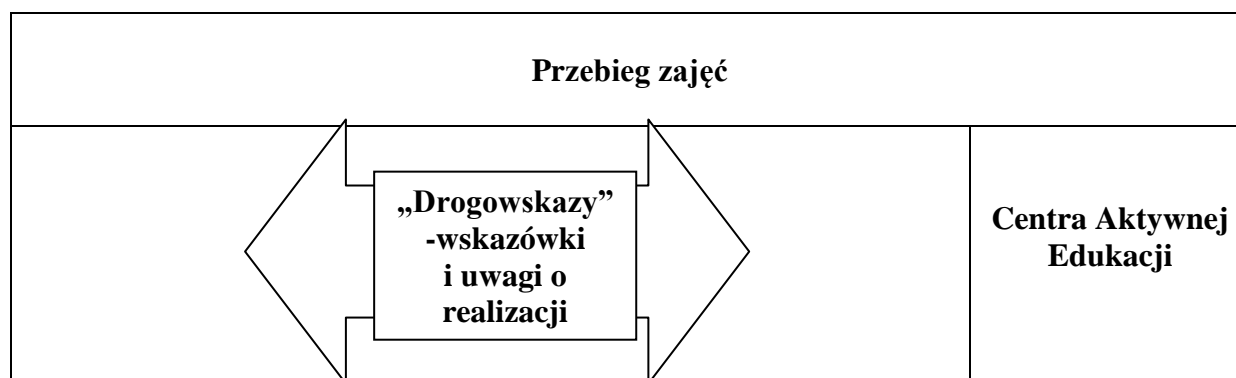 Przebieg zajęć
„Drogowskazy”
-wskazówki
i uwagi o
realizacji
Centra Aktywnej
Edukacji